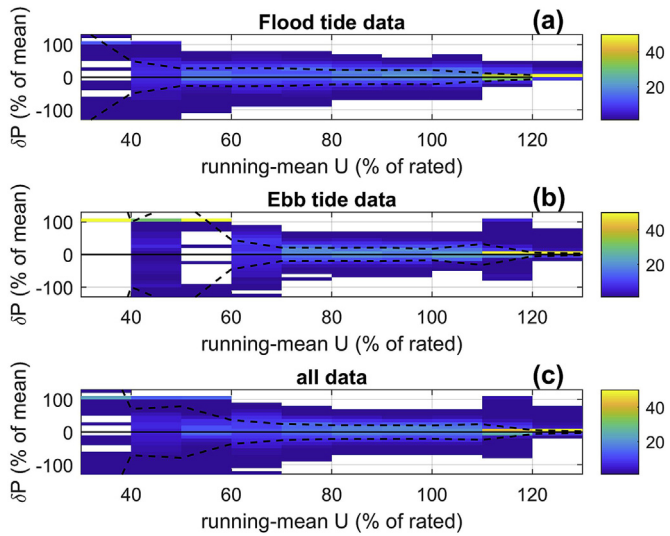 Flood tide data
(a)
δP (% of mean)
100
0
-100
40
60
80
100
120
running-mean U (% of rated)
40
20
Ebb tide data
(b)
δP (% of mean)
100
0
-100
40
60
80
100
120
running-mean U (% of rated)
40
20
all data
(c)
δP (% of mean)
100
0
-100
40
60
80
100
120
running-mean U (% of rated)
40
20